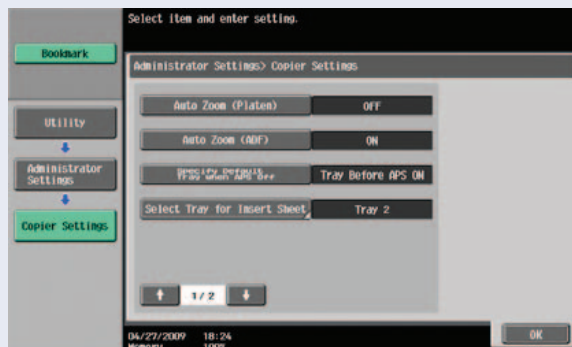 Select item and enter setting.
Bookmark
Administrator Settings> Copier Settings
Auto Zoom (Platen)
OFF
Utility
Auto Zoom (ADF)
ON
Administrator
Settings
Specify Default
Tray when APS Off
Tray Before APS ON
Copier Settings
Select Tray for Insert Sheet
Tray 2
1/2
04/27/2009 18:24
Memory 100%
OK